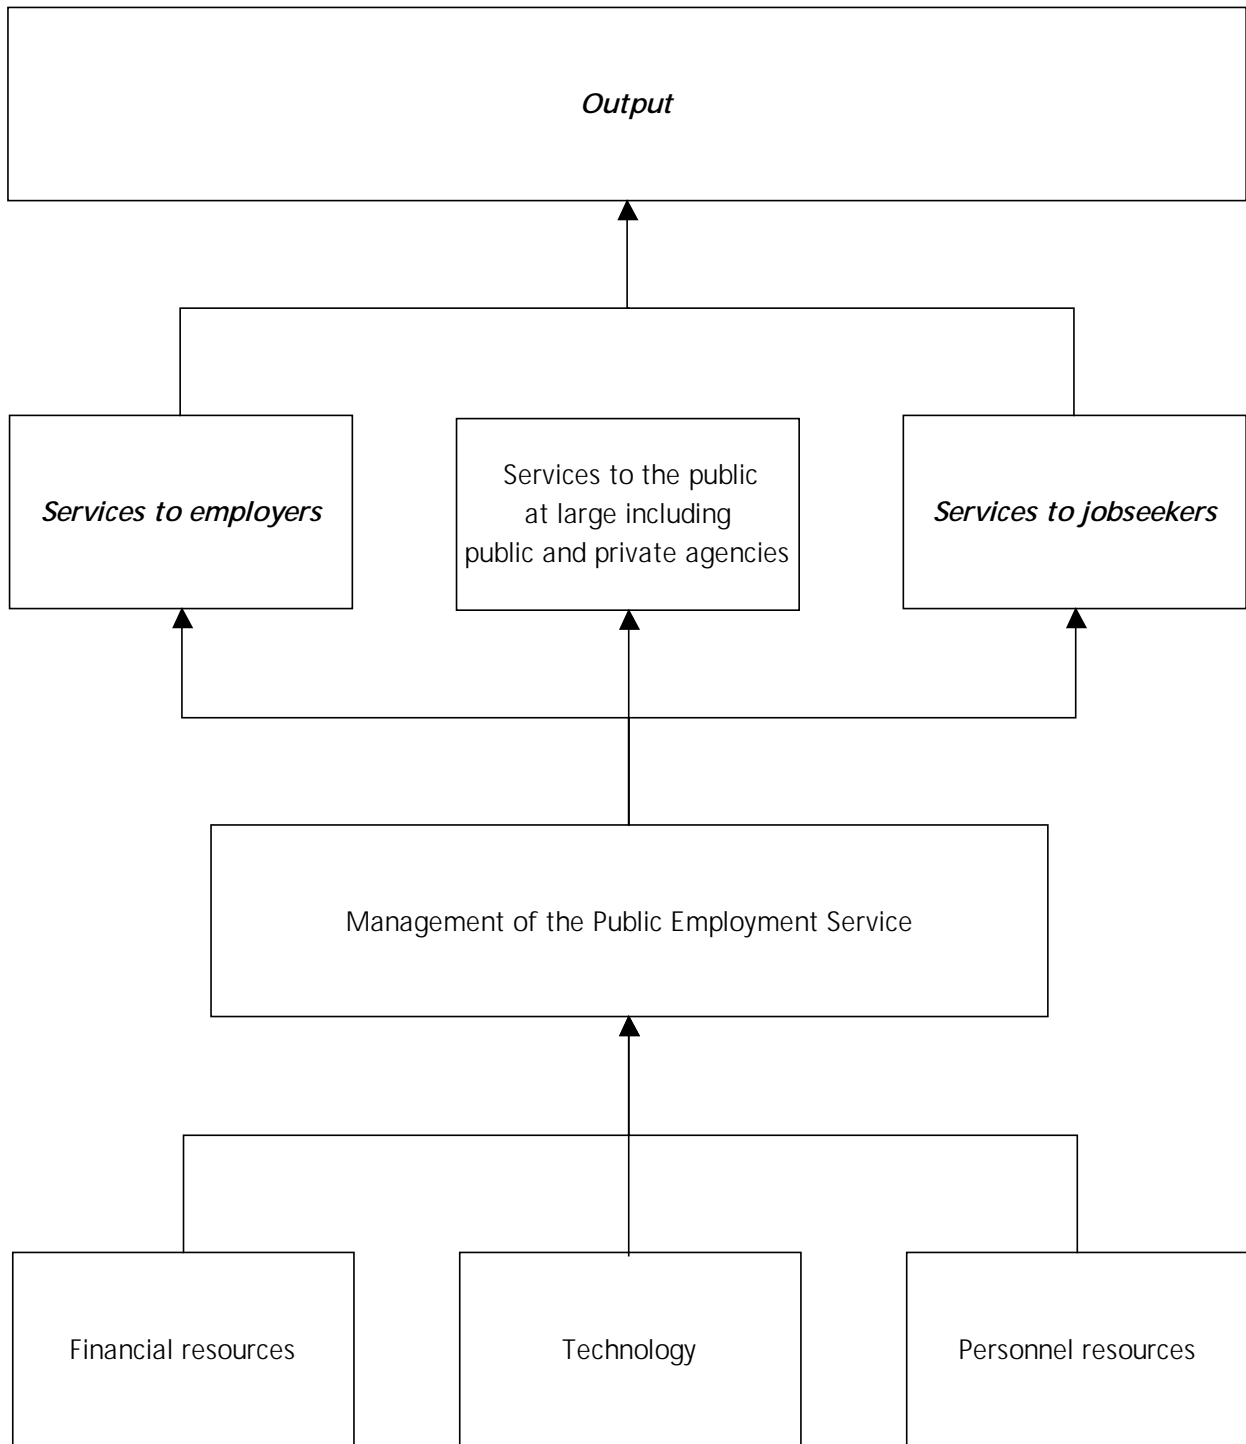 Output
Services to employers
Services to the public
at large including
public and private agencies
Services to jobseekers
Management of the Public Employment Service
Financial resources
Technology
Personnel resources